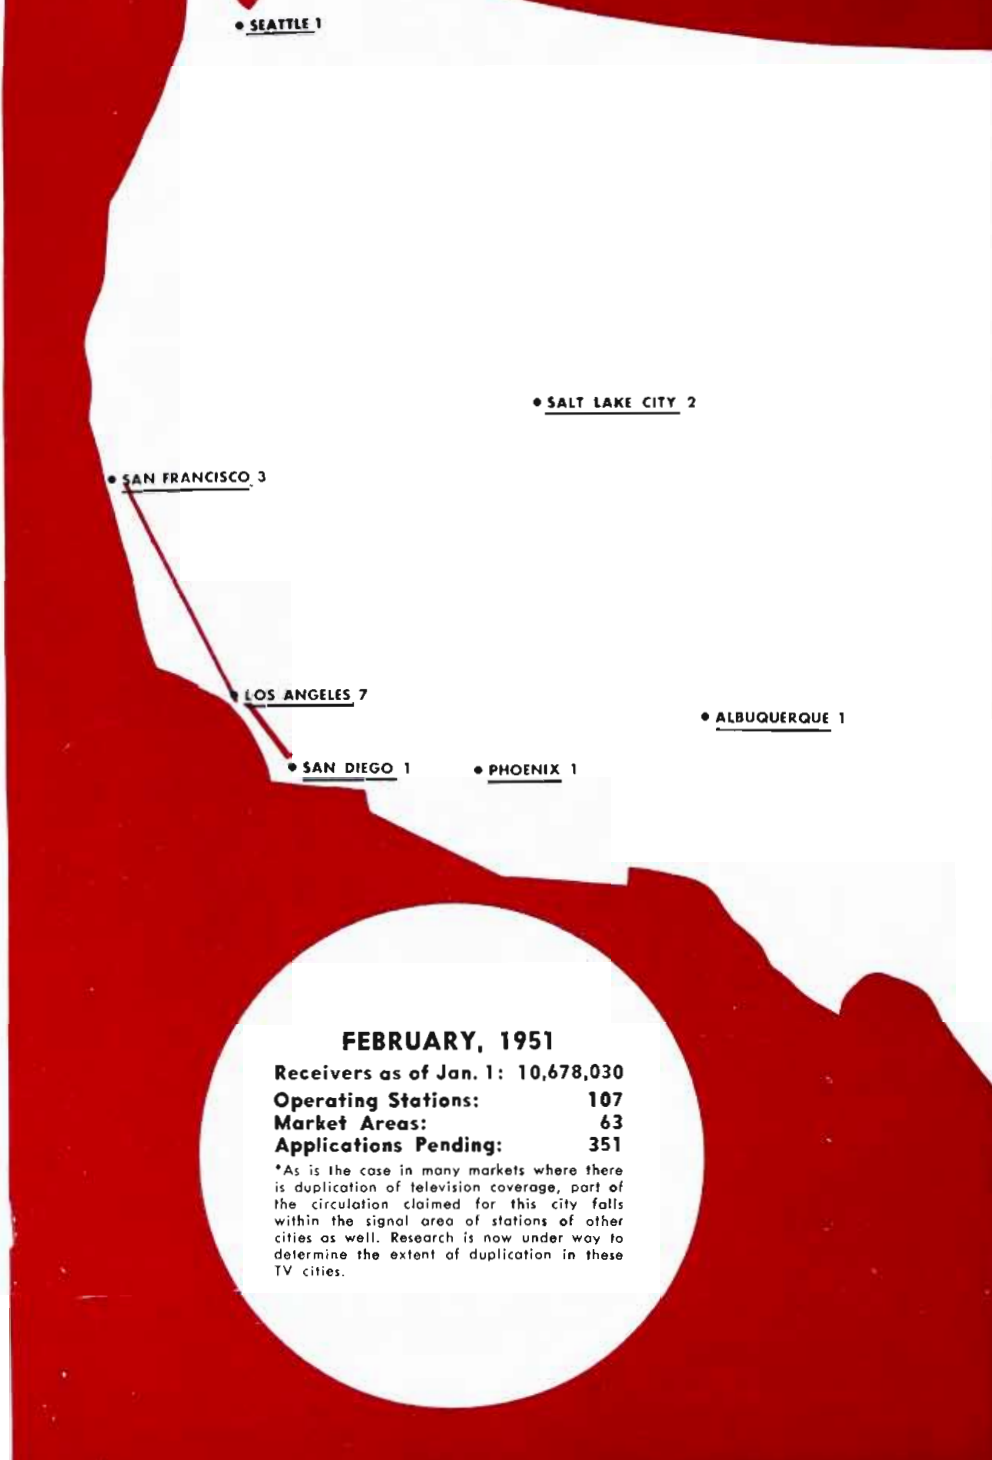 SEATTLE 1
SALT LAKE CITY 2
SAN FRANCISCO 3
LOS ANGELES 7
ALBUQUERQUE 1
SAN DIEGO 1
PHOENIX 1
FEBRUARY, 1951
Receivers as of Jan. 1: 10,678,030
Operating Stations: 107
Market Areas: 63
Applications Pending: 351
*As is the case in many markets where there
is duplication of television coverage, part of
the circulation claimed for this city falls
within the signal area of stations of other
cities as well. Research is now under way to
determine the extent of duplication in these
TV cities.